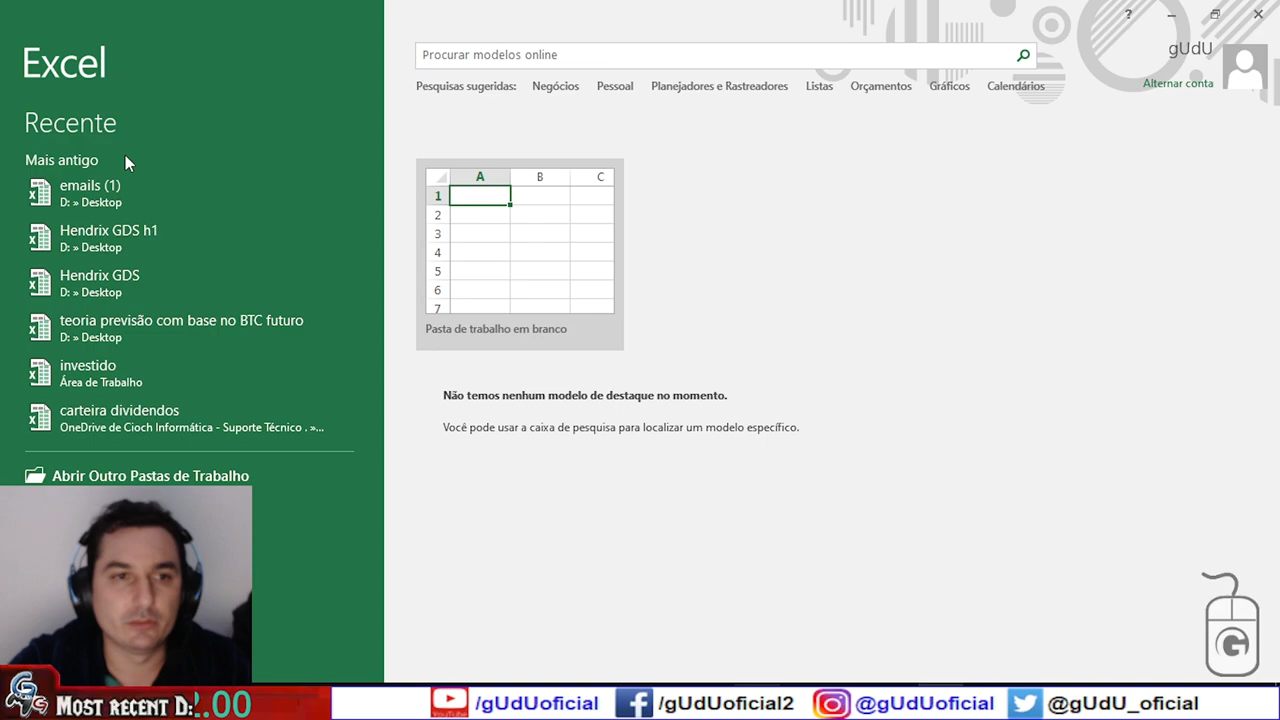 Excel
Recente
Mais antigo
emails (1)
D: » Desktop
Hendrix GDS h1
D: » Desktop
Hendrix GDS
D: » Desktop
teoria previsão com base no BTC futuro
D: » Desktop
investido
Área de Trabalho
carteira dividendos
OneDrive de Cioch Informática - Suporte Técnico . »...
Abrir Outro Pastas de Trabalho
?
gUdU
Alternar conta
Procurar modelos online
Pesquisas sugeridas: Negócios Pessoal Planejadores e Rastreadores Listas Orçamentos Gráficos Calendários
A B C
1
2
3
4
5
6
7
Pasta de trabalho em branco
Não temos nenhum modelo de destaque no momento.
Você pode usar a caixa de pesquisa para localizar um modelo específico.
G
Most recent D: 2.00
YouTube /gUdUoficial /gUdUoficial2 @gUdUoficial @gUdU_oficial